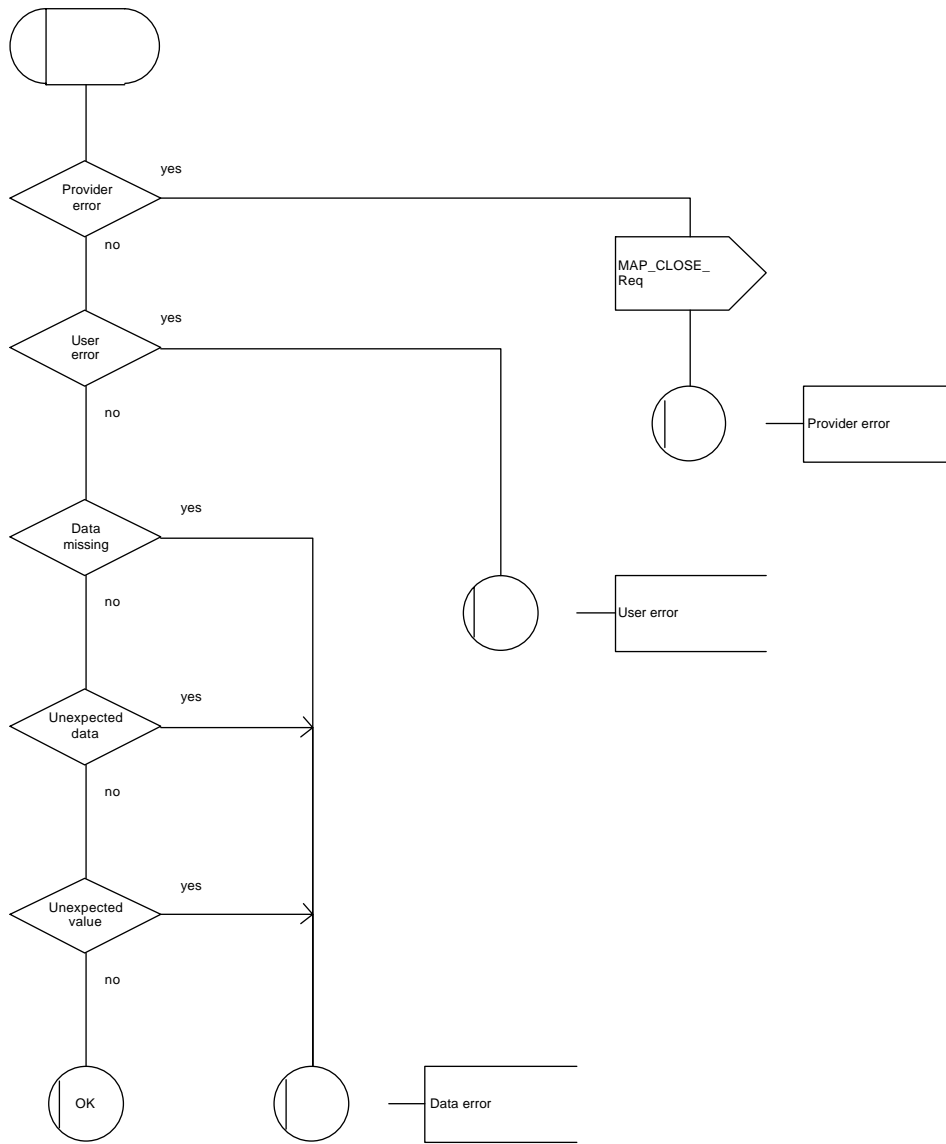 yes
Provider
error
no
MAP_CLOSE_
Req
yes
User
error
no
Provider error
yes
Data
missing
no
User error
yes
Unexpected
data
no
yes
Unexpected
value
no
OK
Data error